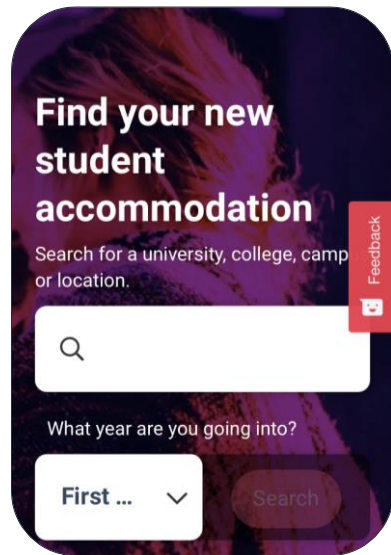 Find your new
student
accommodation
Search for a university, college, camp
or location.
Feedback
What year are you going into?
First ...
Search